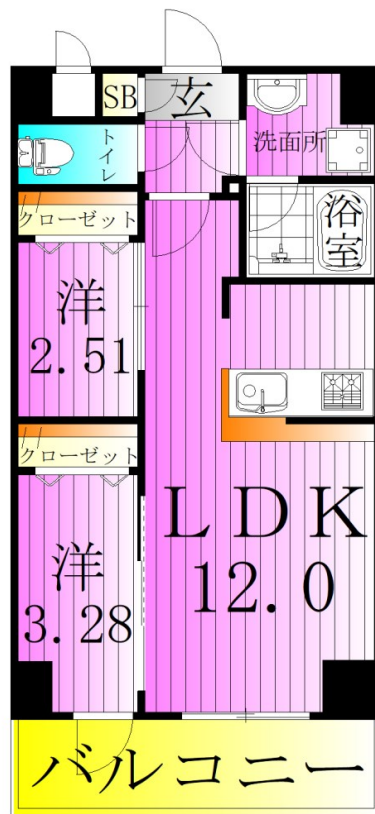 SB
玄
洗面所
トイレ
浴室
クローゼット
洋
2.51
クローゼット
洋
3.28
LDK
12.0
バルコニー